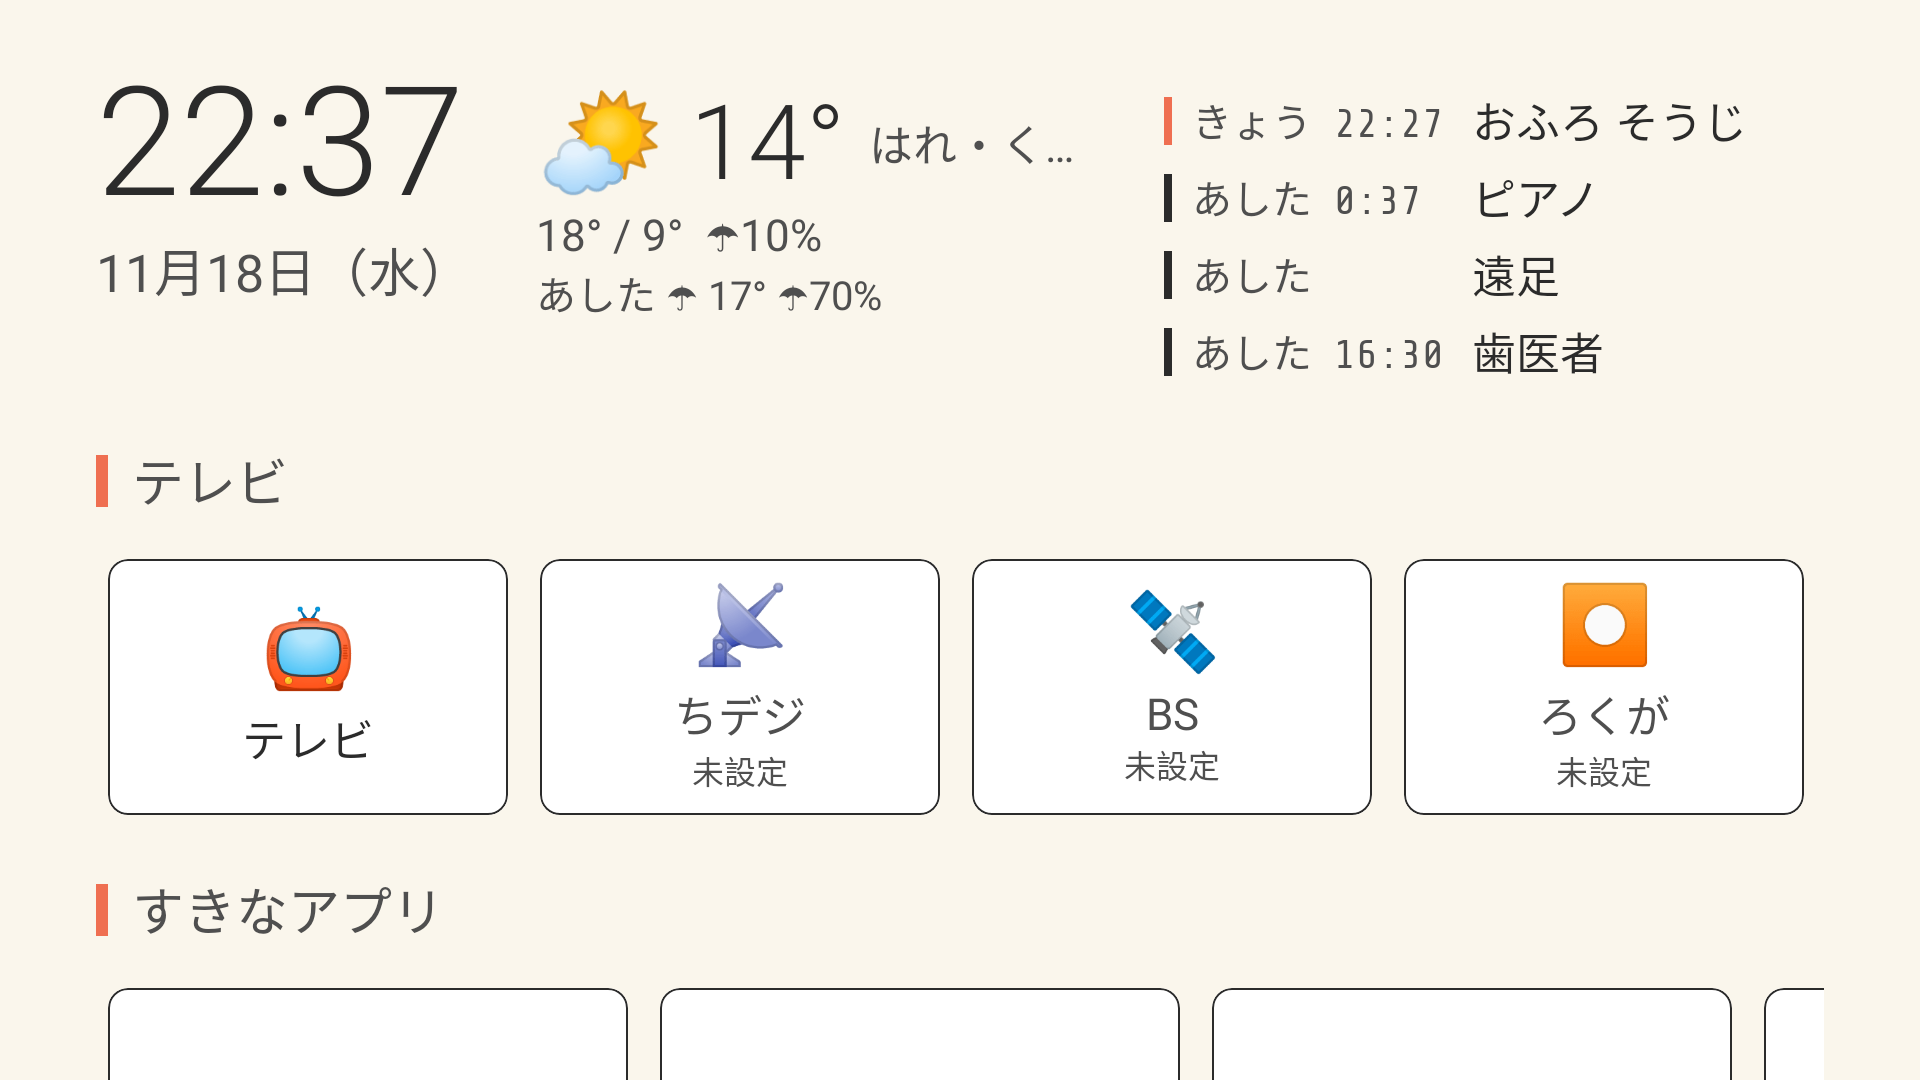 22:37
11月18日（水）
14° はれ・く…
18° / 9° ☂10%
あした ☂ 17° ☂70%
きょう 22:27 おふろ そうじ
あした 0:37 ピアノ
あした 遠足
あした 16:30 歯医者
テレビ
テレビ
ちデジ
未設定
BS
未設定
ろくが
未設定
すきなアプリ